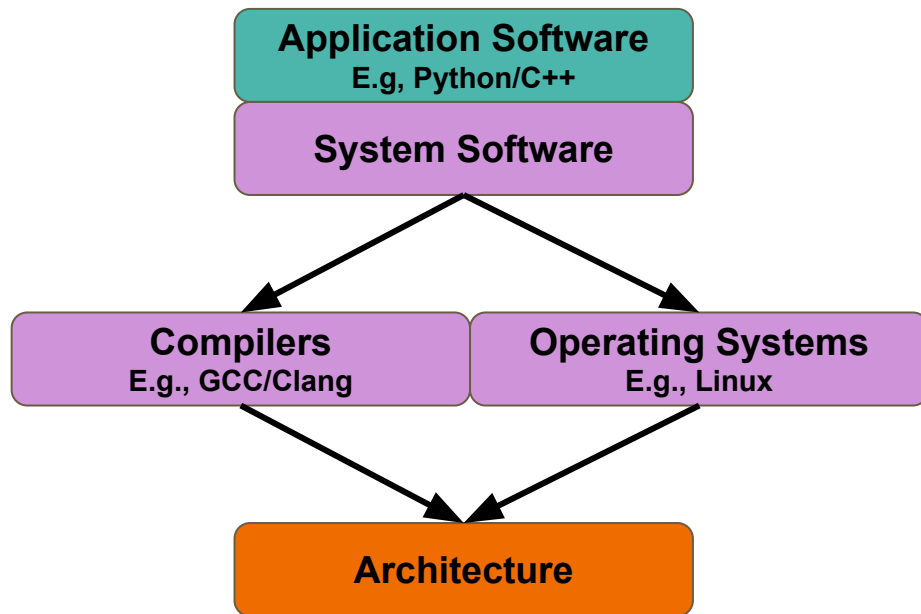 Application Software
E.g, Python/C++
System Software
Compilers
E.g., GCC/Clang
Operating Systems
E.g., Linux
Architecture